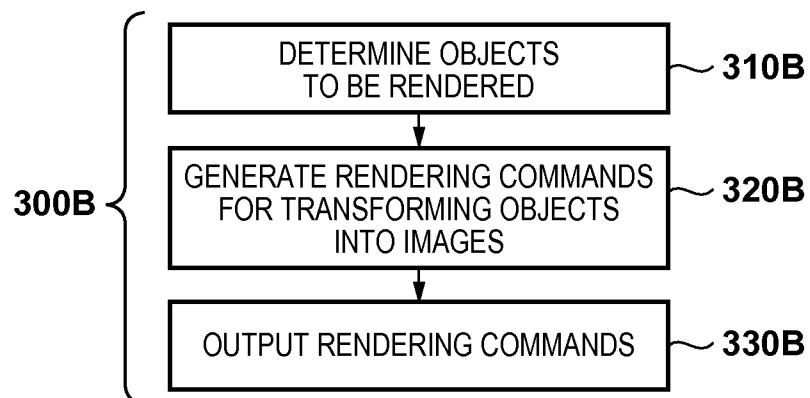 DETERMINE OBJECTS
TO BE RENDERED
310B
GENERATE RENDERING COMMANDS
FOR TRANSFORMING OBJECTS
INTO IMAGES
320B
300B
OUTPUT RENDERING COMMANDS
330B